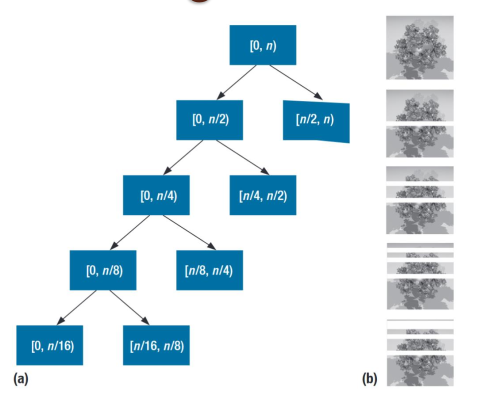 [0, n)
[0, n/2)
[n/2, n)
[0, n/4)
[n/4, n/2)
[0, n/8)
[n/8, n/4)
[0, n/16)
[n/16, n/8)
(a)
(b)